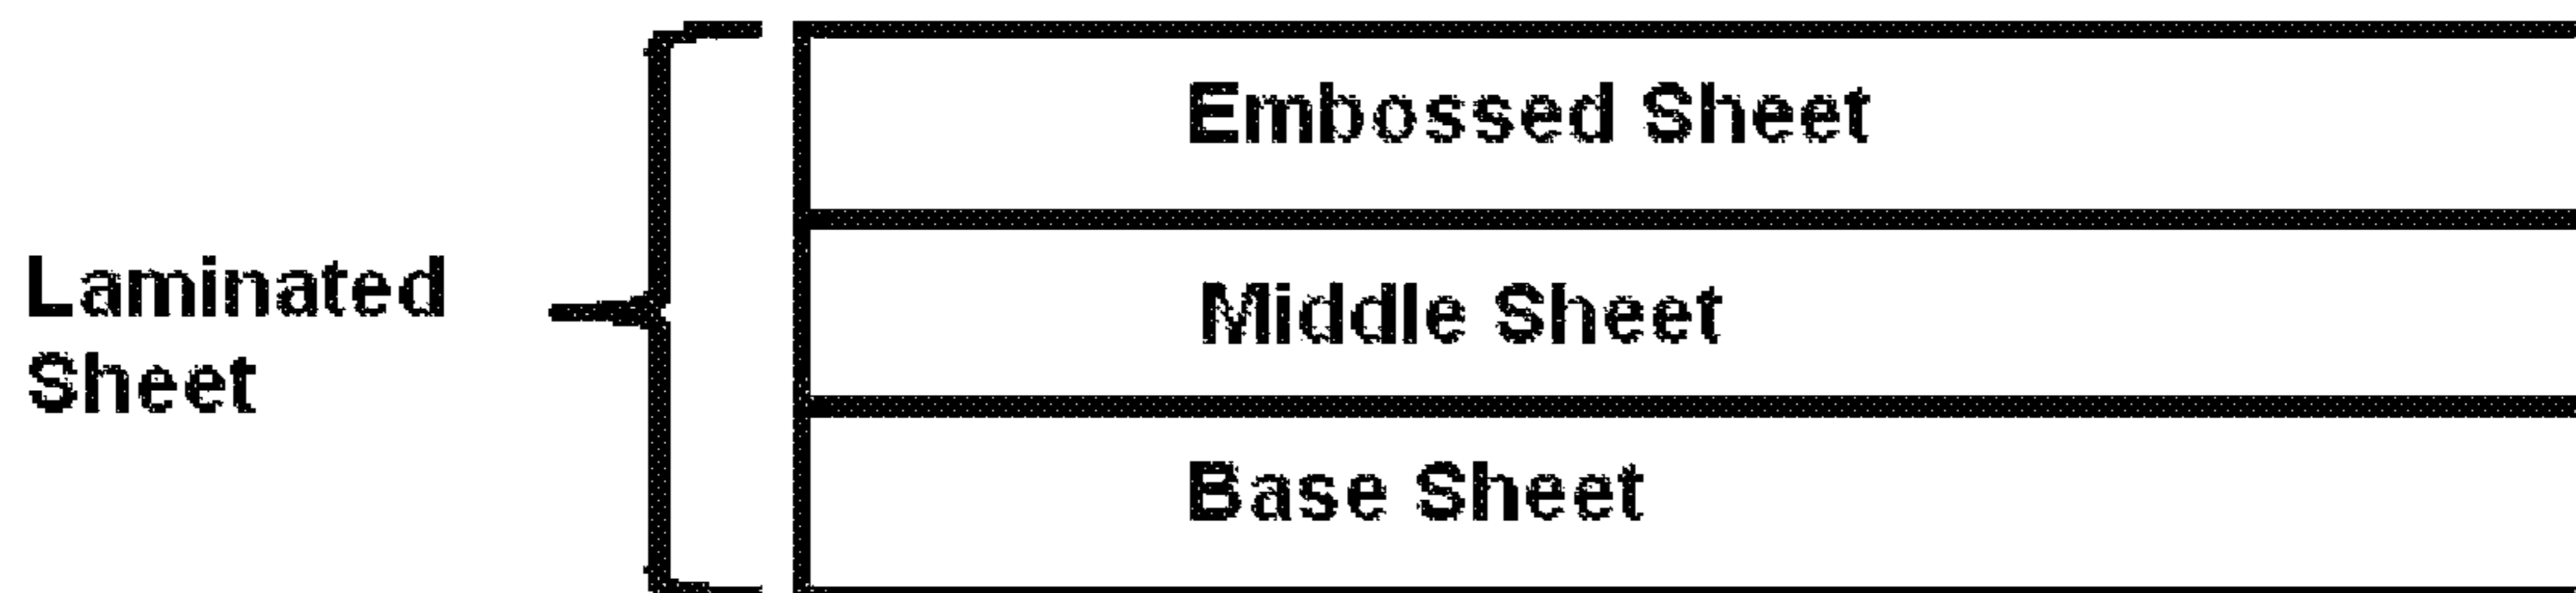 Embossed Sheet
Middle Sheet
Laminated
Sheet
Base Sheet